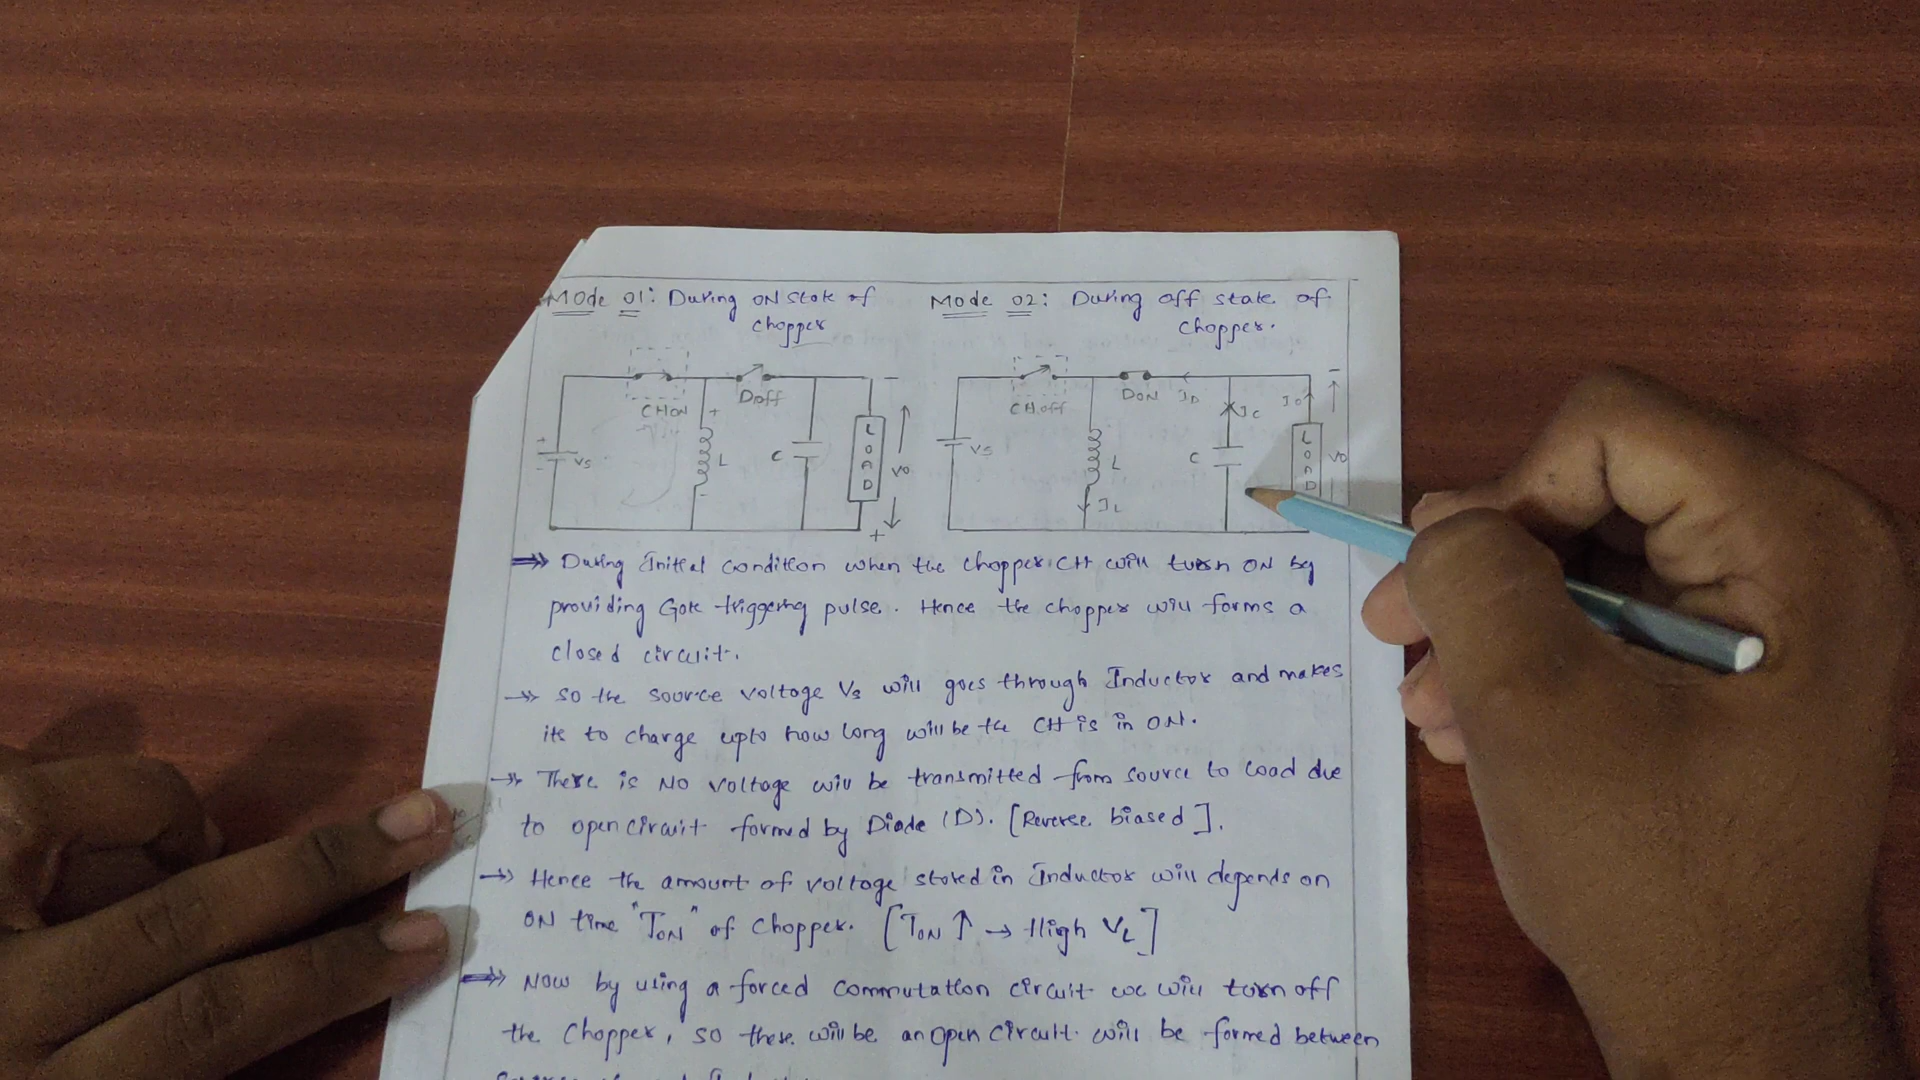 Mode 01: During ON state of
chopper
Mode 02: During off state of
chopper.
CH ON
D off
+
-
+
-
Vs
L
C
LOAD
Vo
-
+
CH off
D ON
ID
IC
IO
Vs
L
IL
C
LOAD
Vo
-
During Initial condition when the chopper CH will turn ON by
providing Gate triggering pulse. Hence the chopper will forms a
closed circuit.
so the source voltage Vs will goes through Inductor and makes
its to charge upto how long will be the CH is in ON.
There is NO voltage will be transmitted from source to load due
to open circuit formed by Diode (D). [Reverse biased].
Hence the amount of voltage stored in Inductor will depends on
ON time "TON" of Chopper. [TON ↑ → High VL]
Now by using a forced commutation circuit we will turn off
the Chopper, so there will be an open circuit will be formed between